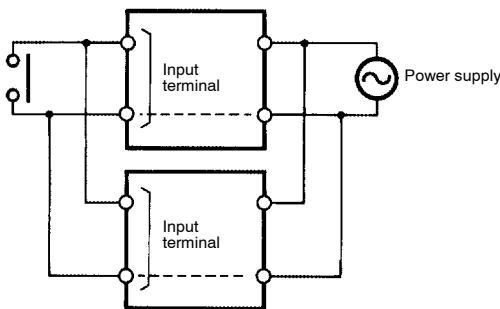 Input
terminal
Power supply
Input
terminal